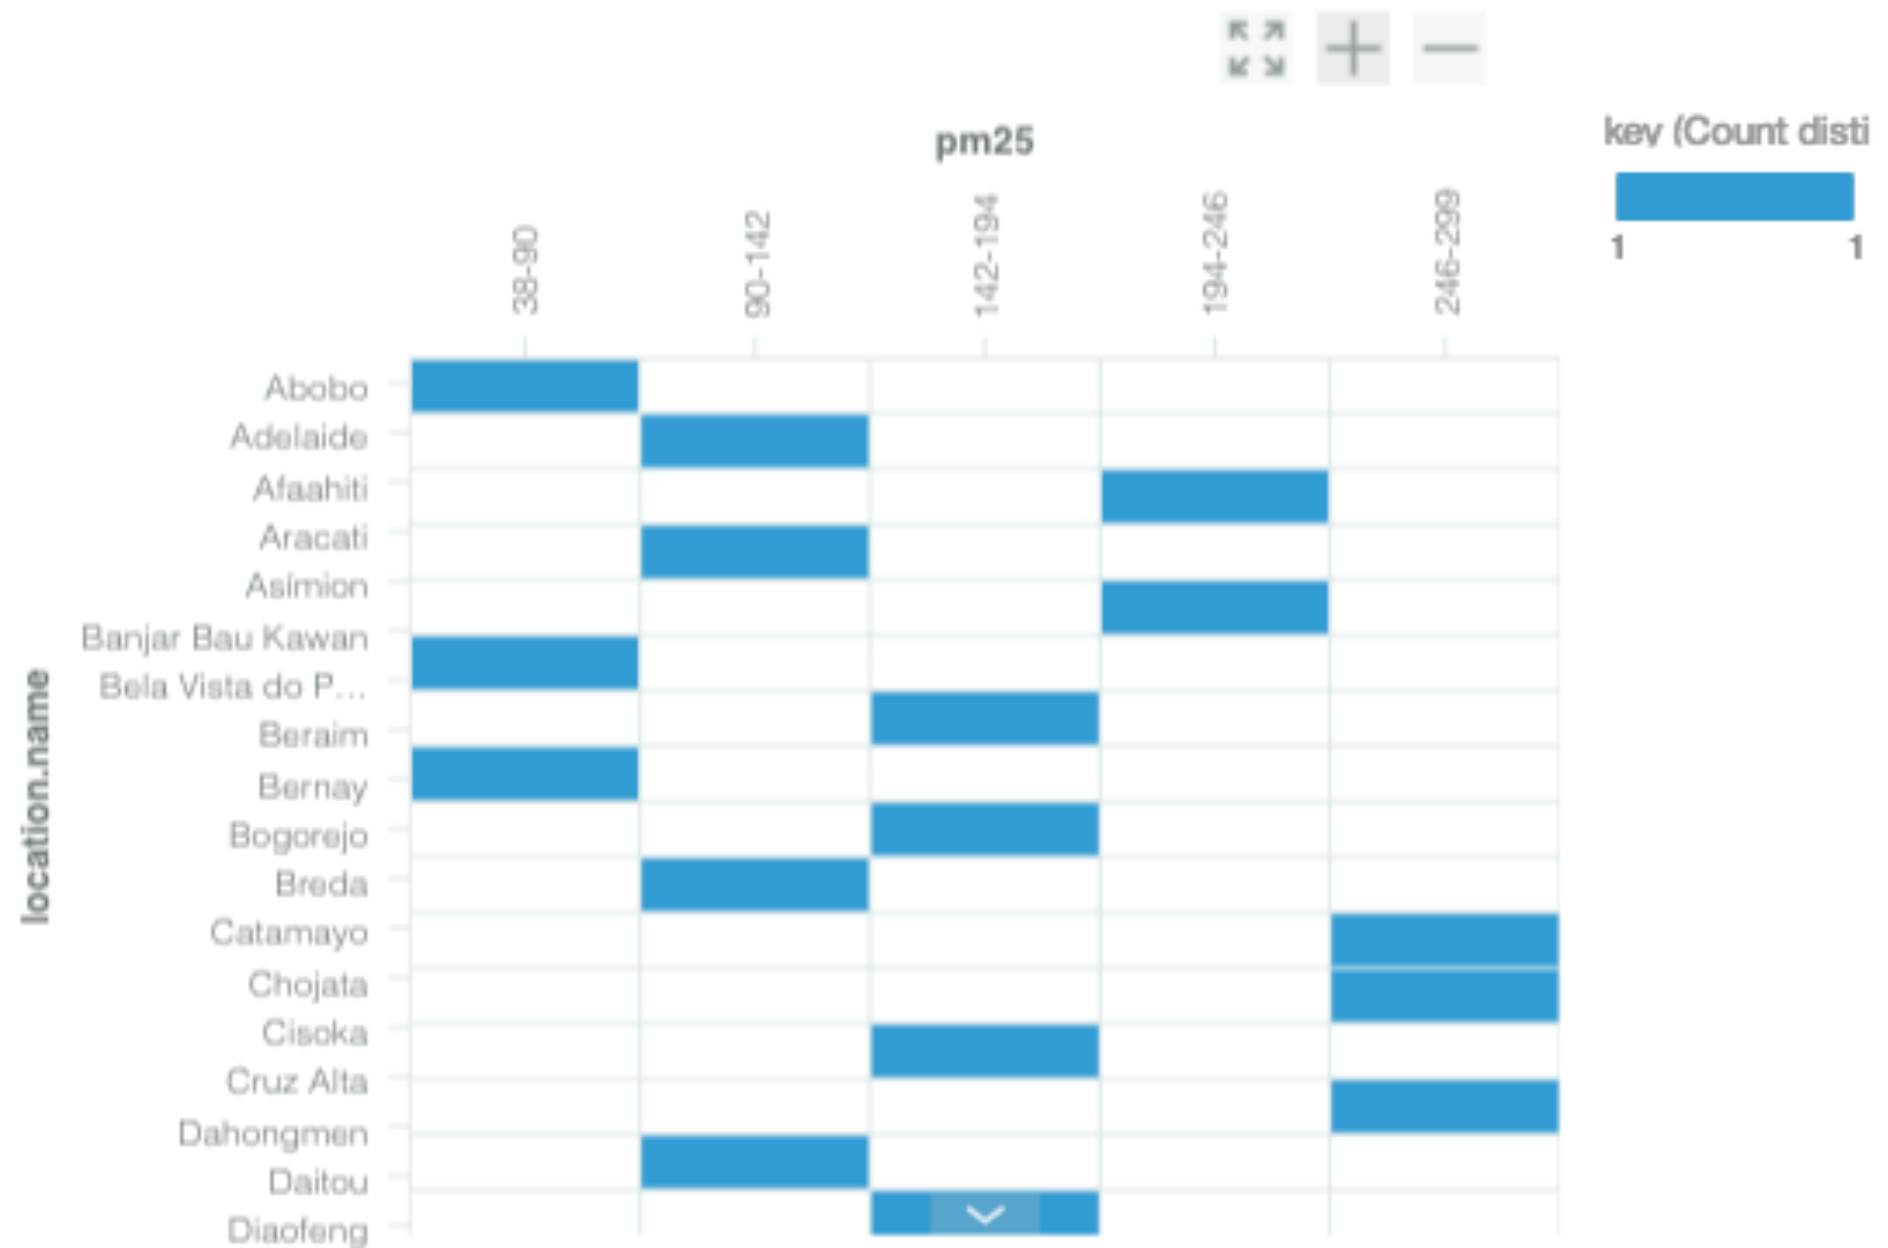 key (Count disti
1 1
pm25
38-90
90-142
142-194
194-246
246-299
location.name
Abobo
Adelaide
Afaahiti
Aracati
Asímion
Banjar Bau Kawan
Bela Vista do P...
Beraim
Bernay
Bogorejo
Breda
Catamayo
Chojata
Cisoka
Cruz Alta
Dahongmen
Daitou
Diaofeng